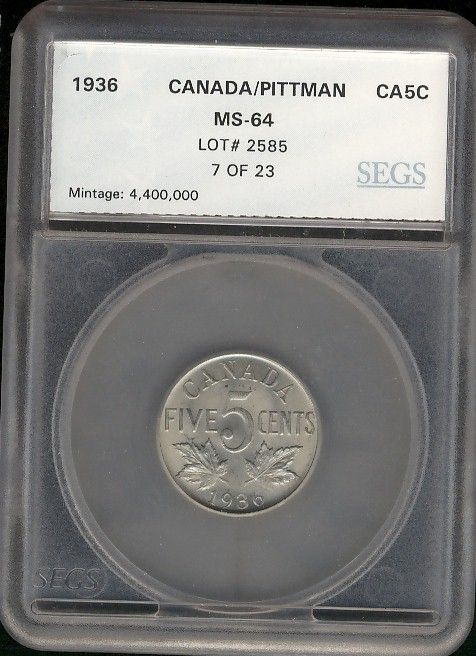 1936 CANADA/PITTMAN CA5C
MS-64
LOT# 2585
7 OF 23 SEGS
Mintage: 4,400,000
CANADA
FIVE 5 CENTS
1936
SEGS